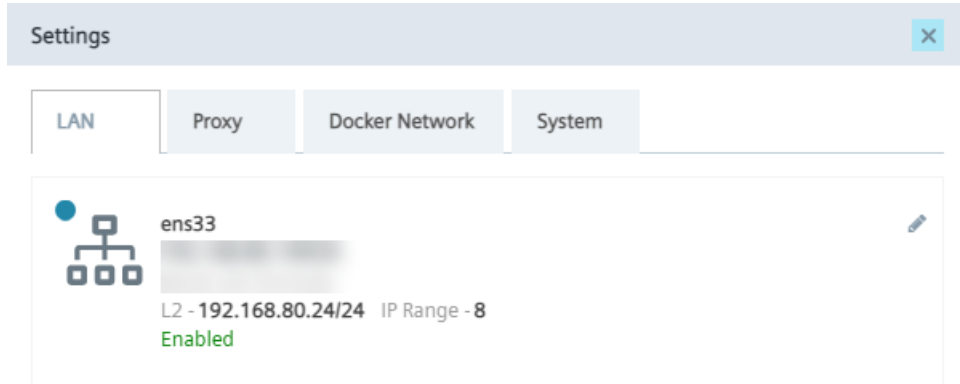 Settings
LAN Proxy Docker Network System
ens33
L2 - 192.168.80.24/24 IP Range - 8
Enabled